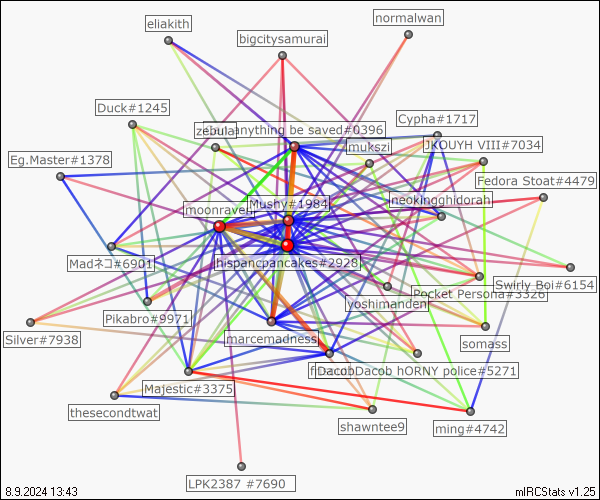 normalwan
eliakith
bigcitysamurai
Duck#1245
Cypha#1717
zebula
anything be saved#0396
mukszi
JKOUYH VIII#7034
Eg.Master#1378
Fedora Stoat#4479
neokingghidorah
Mushy#1984
moonraven
Madネコ#6901
hispancpancakes#2928
Swirly Boi#6154
Pocket Persona#3326
yoshimanden
Pikabro#9971
Silver#7938
marcemadness
somass
DacobDacob hORNY police#5271
Majestic#3375
thesecondtwat
shawntee9
ming#4742
LPK2387 #7690
8.9.2024 13:43
mIRCStats v1.25